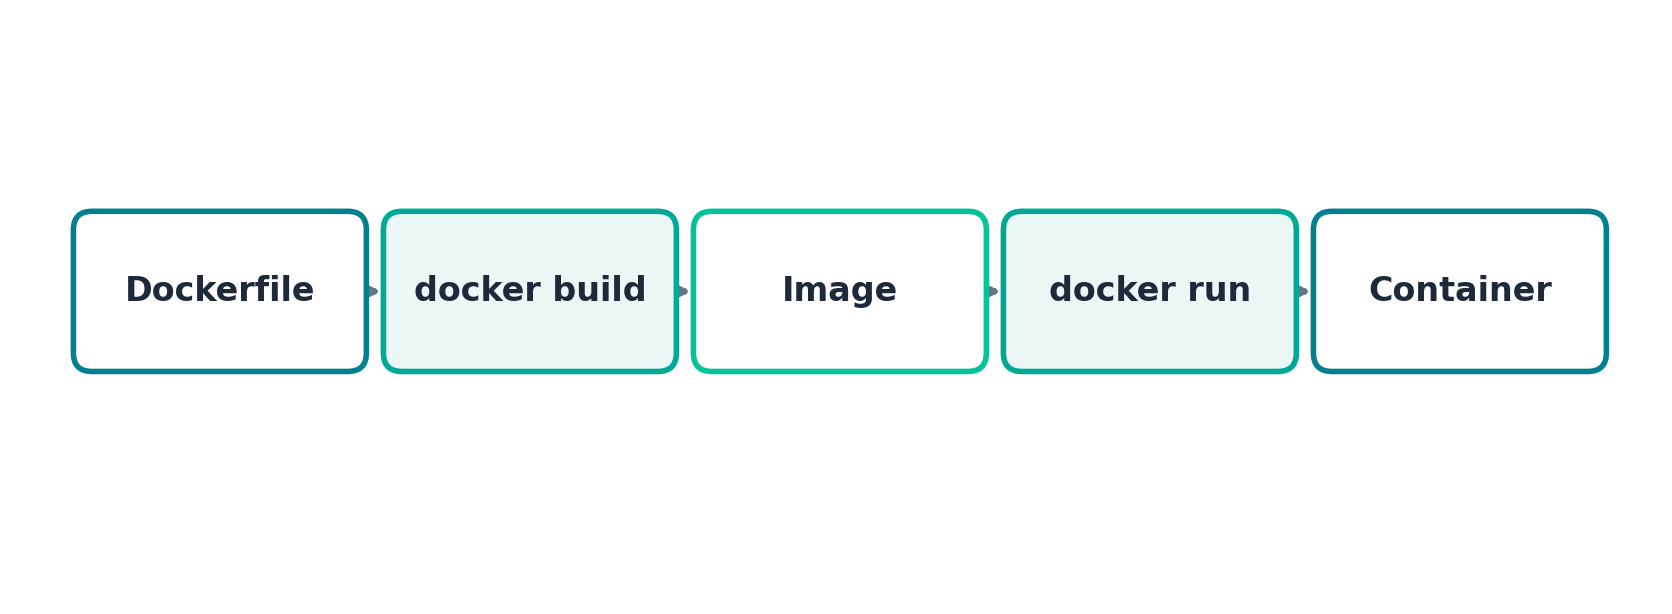 Dockerfile
docker build
Image
docker run
Container